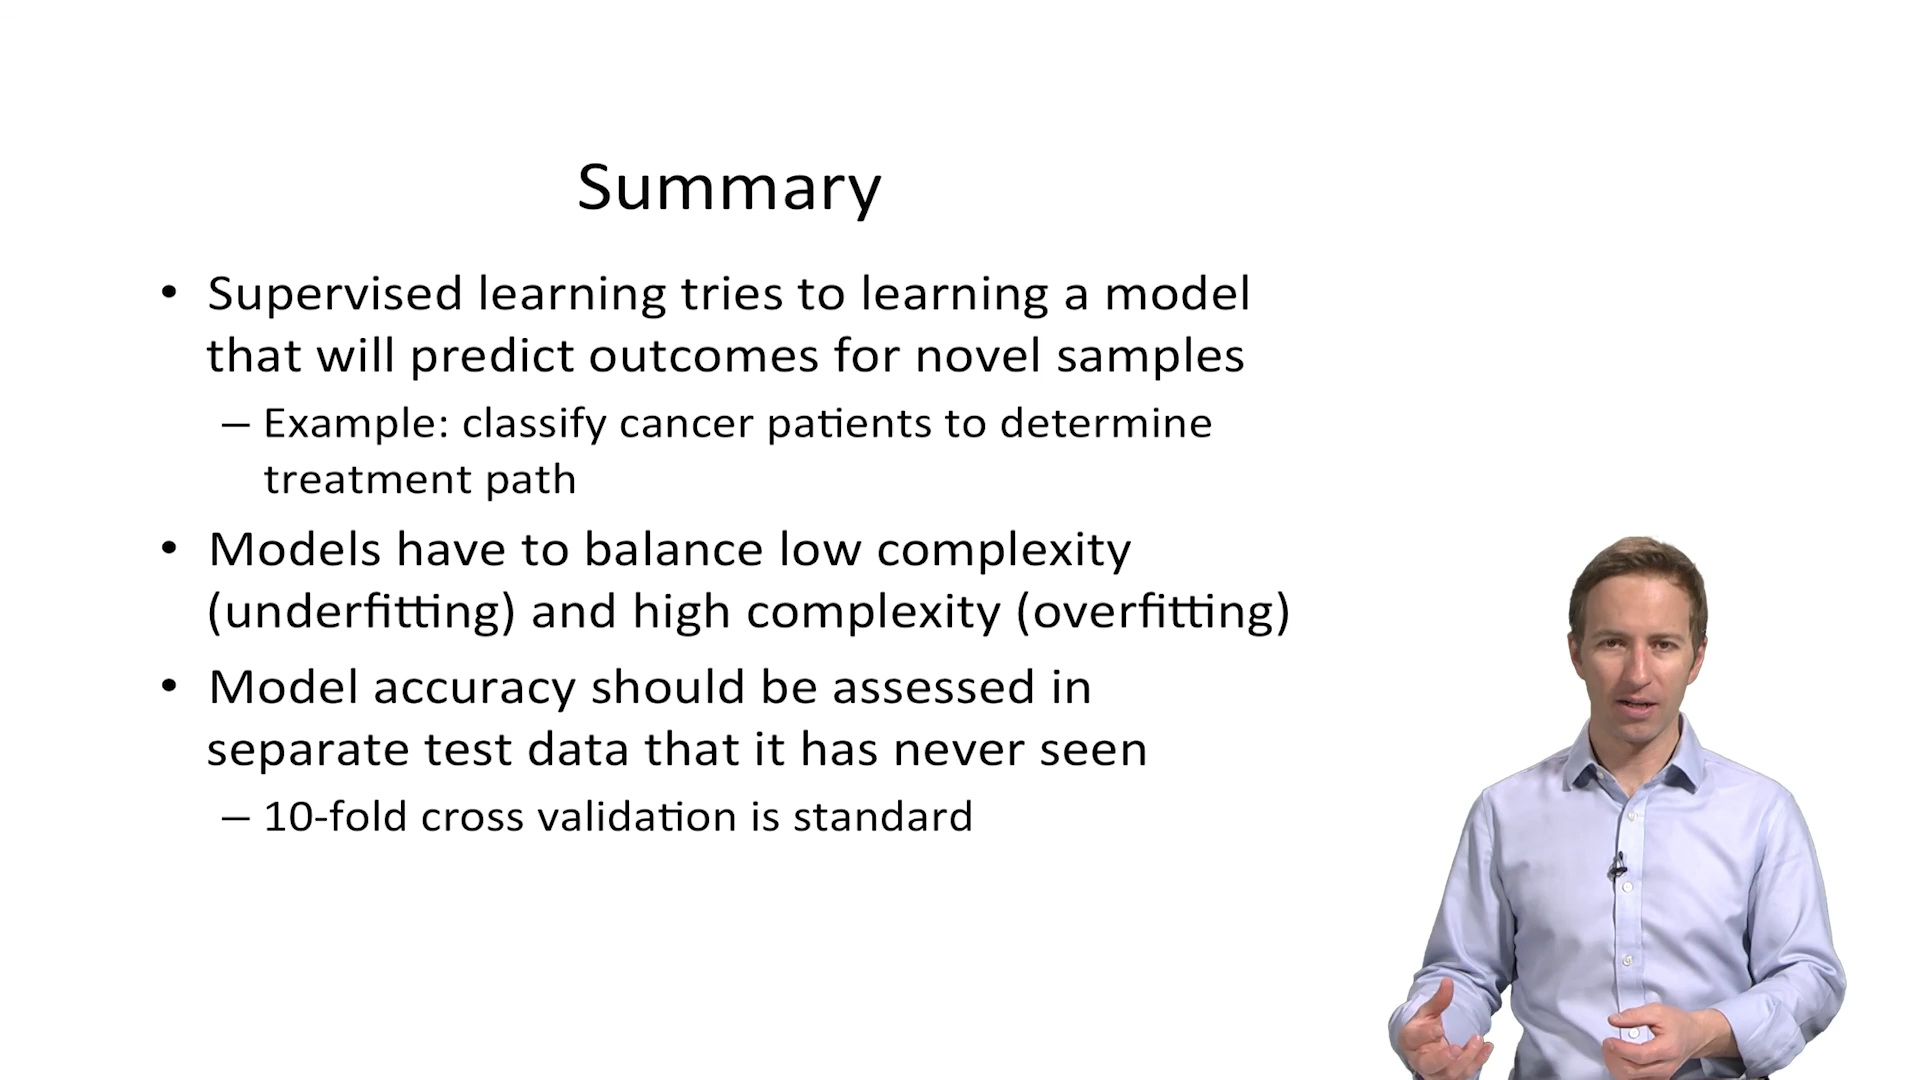 Summary
• Supervised learning tries to learning a model
that will predict outcomes for novel samples
– Example: classify cancer patients to determine
treatment path
• Models have to balance low complexity
(underfitting) and high complexity (overfitting)
• Model accuracy should be assessed in
separate test data that it has never seen
– 10-fold cross validation is standard